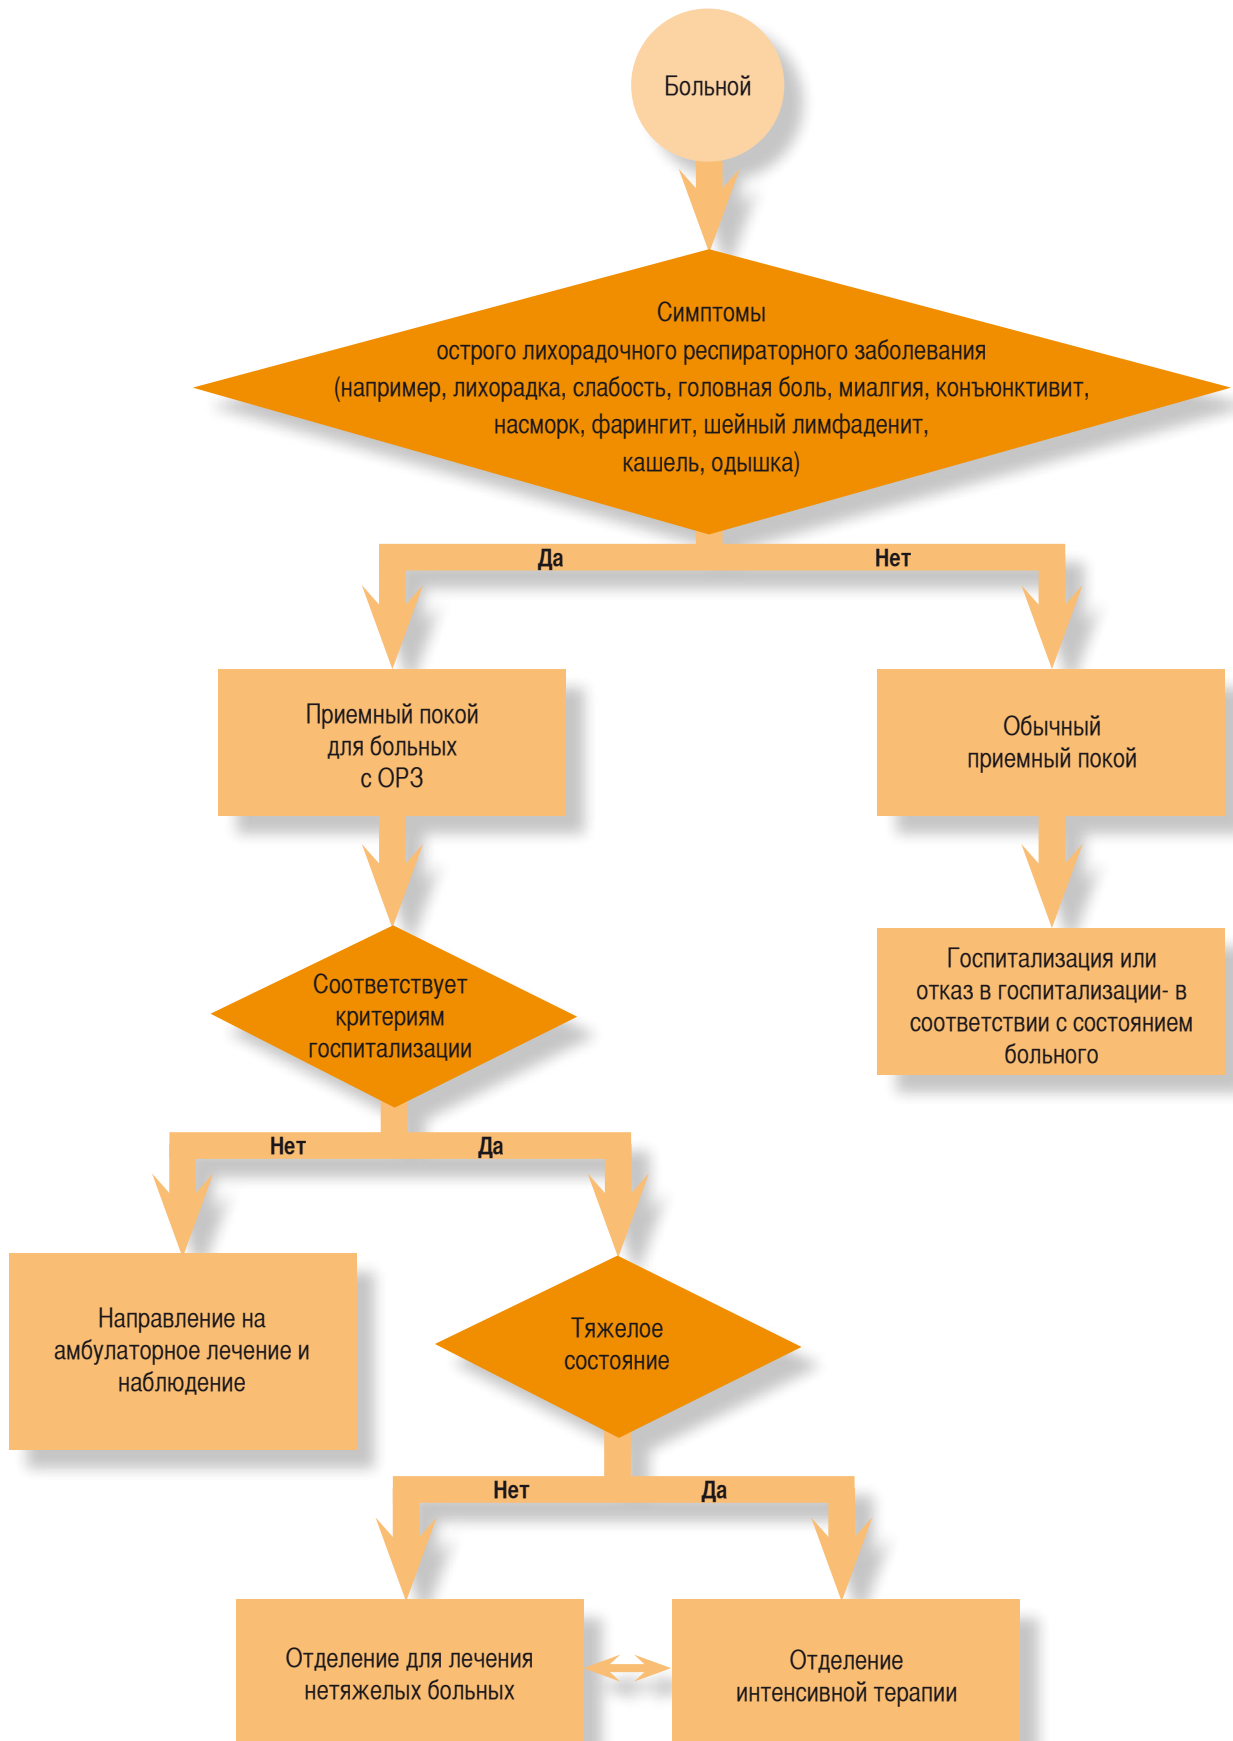 Больной
Симптомы
острого лихорадочного респираторного заболевания
(например, лихорадка, слабость, головная боль, миалгия, конъюнктивит,
насморк, фарингит, шейный лимфаденит,
кашель, одышка)
Да
Нет
Приемный покой
для больных
с ОРЗ
Обычный
приемный покой
Соответствует
критериям
госпитализации
Госпитализация или
отказ в госпитализации- в
соответствии с состоянием
больного
Нет
Да
Направление на
амбулаторное лечение и
наблюдение
Тяжелое
состояние
Нет
Да
Отделение для лечения
нетяжелых больных
Отделение
интенсивной терапии